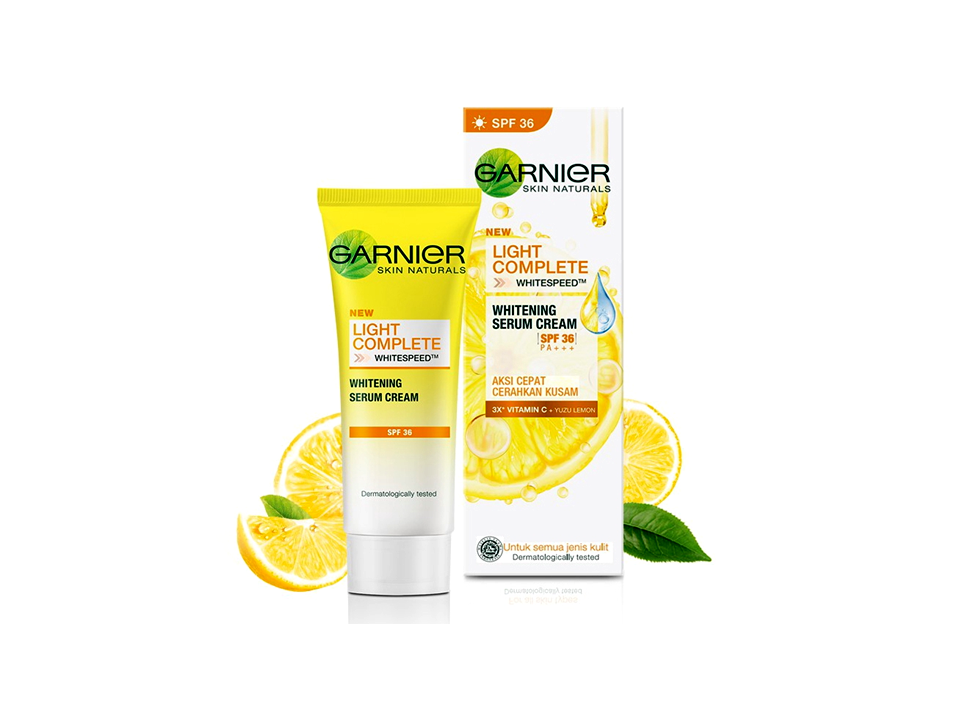 GARNIER
SKIN NATURALS
NEW
LIGHT
COMPLETE
WHITESPEED™
WHITENING
SERUM CREAM
SPF 36
Dermatologically tested
SPF 36
GARNIER
SKIN NATURALS
NEW
LIGHT
COMPLETE
WHITESPEED™
WHITENING
SERUM CREAM
SPF 36
PA+++
AKSI CEPAT
CERAHKAN KUSAM
3X* VITAMIN C + YUZU LEMON
Untuk semua jenis kulit
Dermatologically tested